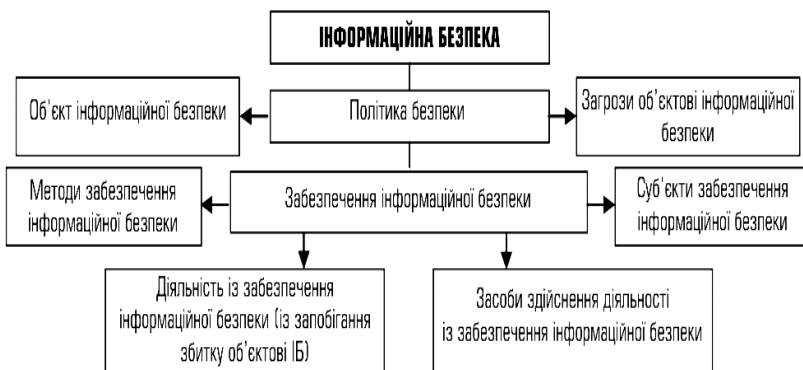 ІНФОРМАЦІЙНА БЕЗПЕКА
Об'єкт інформаційної безпеки
Політика безпеки
Загрози об'єктові інформаційної
безпеки
Методи забезпечення
інформаційної безпеки
Забезпечення інформаційної безпеки
Суб'єкти забезпечення
інформаційної безпеки
Діяльність із забезпечення
інформаційної безпеки (із запобігання
збитку об'єктові ІБ)
Засоби здійснення діяльності
із забезпечення інформаційної безпеки